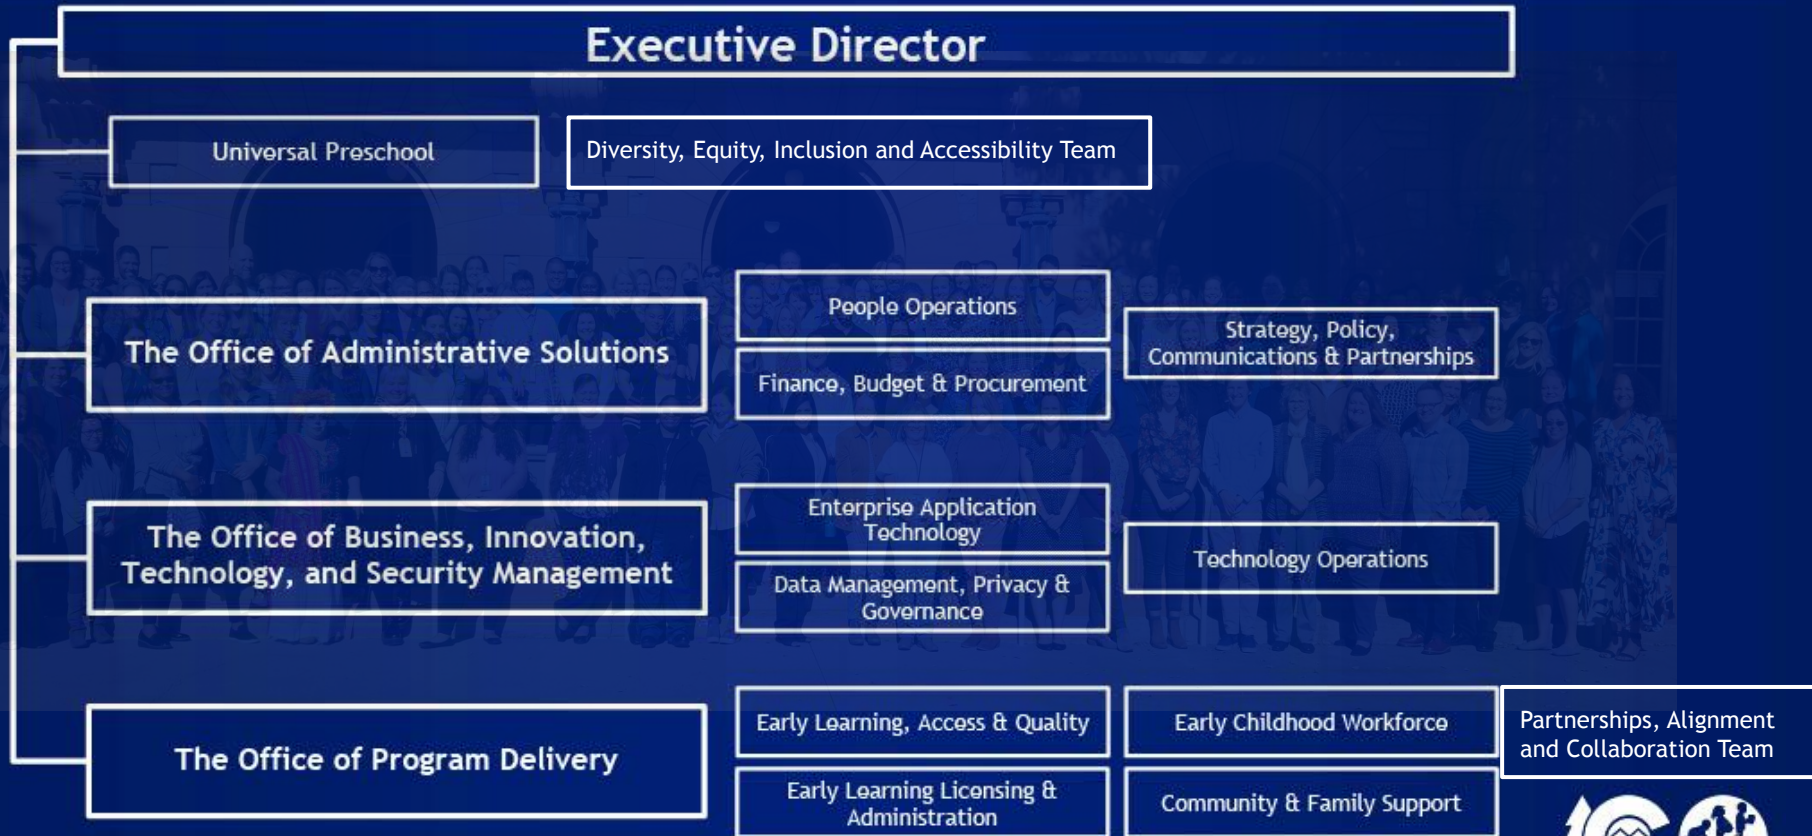 Executive Director
Universal Preschool
Diversity, Equity, Inclusion and Accessibility Team
The Office of Administrative Solutions
People Operations
Finance, Budget & Procurement
Strategy, Policy,
Communications & Partnerships
The Office of Business, Innovation,
Technology, and Security Management
Enterprise Application
Technology
Data Management, Privacy &
Governance
Technology Operations
The Office of Program Delivery
Early Learning, Access & Quality
Early Learning Licensing &
Administration
Early Childhood Workforce
Community & Family Support
Partnerships, Alignment
and Collaboration Team